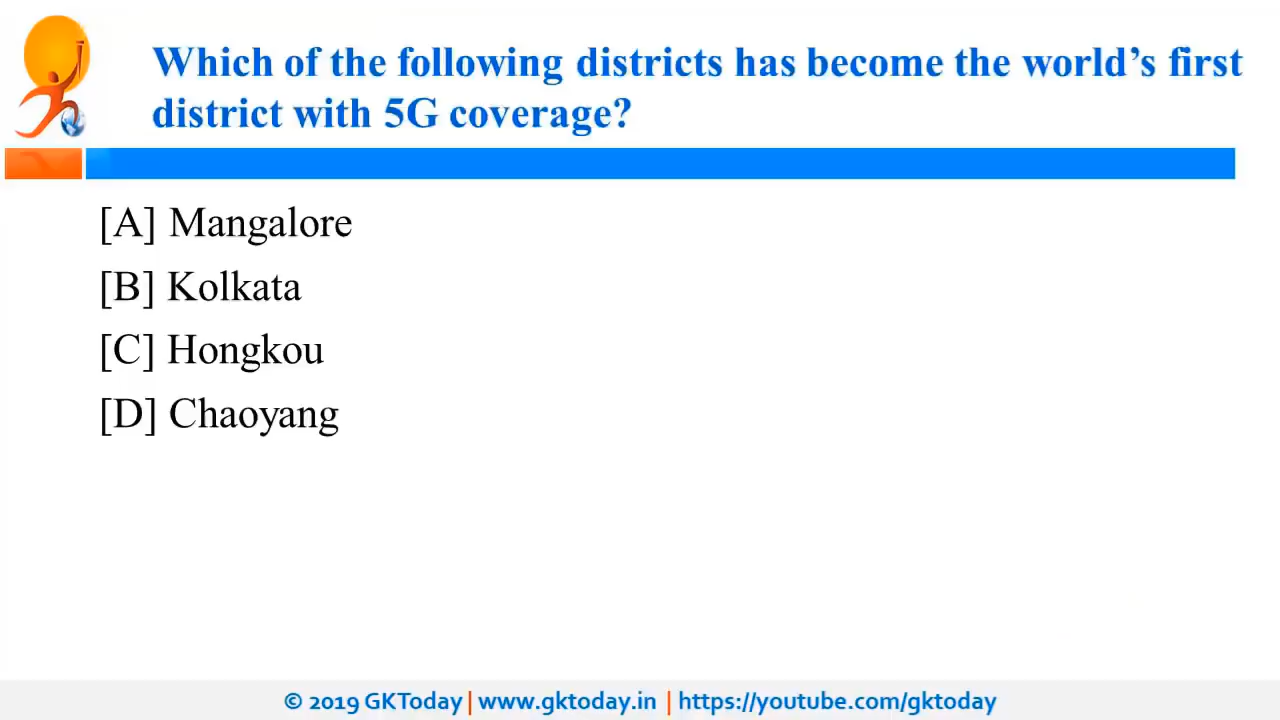 Which of the following districts has become the world’s first
district with 5G coverage?
[A] Mangalore
[B] Kolkata
[C] Hongkou
[D] Chaoyang
© 2019 GKToday | www.gktoday.in | https://youtube.com/gktoday